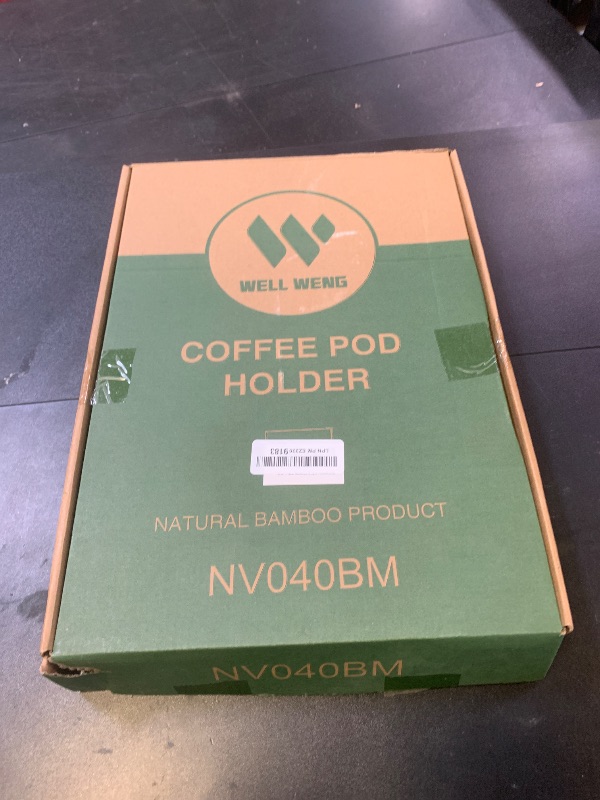 WELL WENG
COFFEE POD
HOLDER
NATURAL BAMBOO PRODUCT
NV040BM
NV040BM